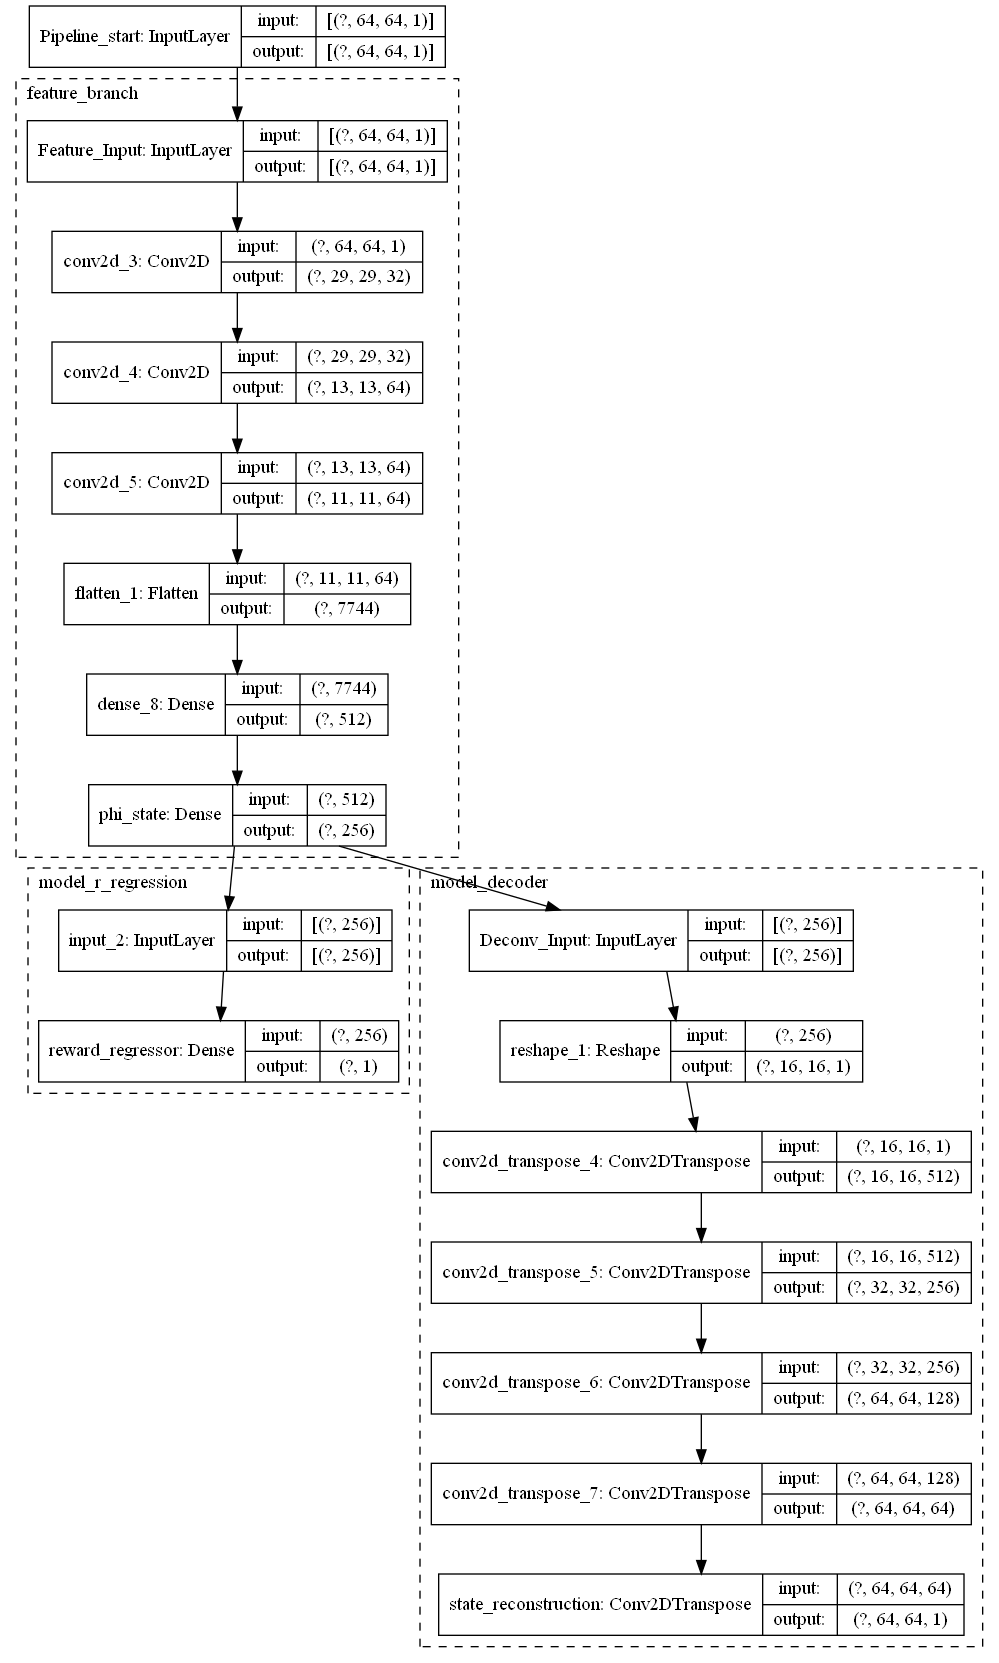 Pipeline_start: InputLayer
input: [(?, 64, 64, 1)]
output: [(?, 64, 64, 1)]
feature_branch
Feature_Input: InputLayer
input: [(?, 64, 64, 1)]
output: [(?, 64, 64, 1)]
conv2d_3: Conv2D
input: (?, 64, 64, 1)
output: (?, 29, 29, 32)
conv2d_4: Conv2D
input: (?, 29, 29, 32)
output: (?, 13, 13, 64)
conv2d_5: Conv2D
input: (?, 13, 13, 64)
output: (?, 11, 11, 64)
flatten_1: Flatten
input: (?, 11, 11, 64)
output: (?, 7744)
dense_8: Dense
input: (?, 7744)
output: (?, 512)
phi_state: Dense
input: (?, 512)
output: (?, 256)
model_r_regression
input_2: InputLayer
input: [(?, 256)]
output: [(?, 256)]
reward_regressor: Dense
input: (?, 256)
output: (?, 1)
model_decoder
Deconv_Input: InputLayer
input: [(?, 256)]
output: [(?, 256)]
reshape_1: Reshape
input: (?, 256)
output: (?, 16, 16, 1)
conv2d_transpose_4: Conv2DTranspose
input: (?, 16, 16, 1)
output: (?, 16, 16, 512)
conv2d_transpose_5: Conv2DTranspose
input: (?, 16, 16, 512)
output: (?, 32, 32, 256)
conv2d_transpose_6: Conv2DTranspose
input: (?, 32, 32, 256)
output: (?, 64, 64, 128)
conv2d_transpose_7: Conv2DTranspose
input: (?, 64, 64, 128)
output: (?, 64, 64, 64)
state_reconstruction: Conv2DTranspose
input: (?, 64, 64, 64)
output: (?, 64, 64, 1)